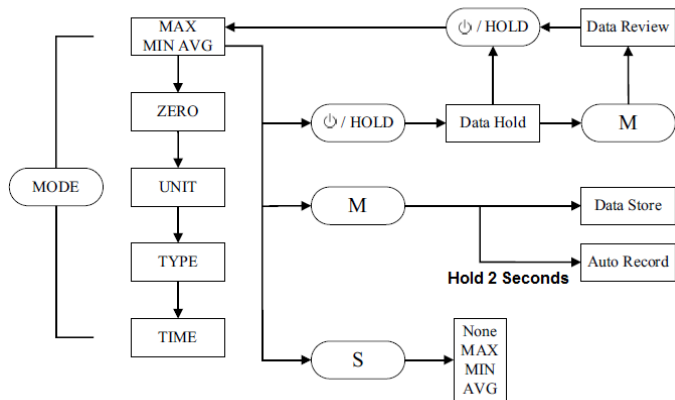 MAX
MIN AVG
⏻ / HOLD
Data Review
ZERO
⏻ / HOLD
Data Hold
M
MODE
UNIT
M
Data Store
TYPE
Hold 2 Seconds
Auto Record
TIME
S
None
MAX
MIN
AVG